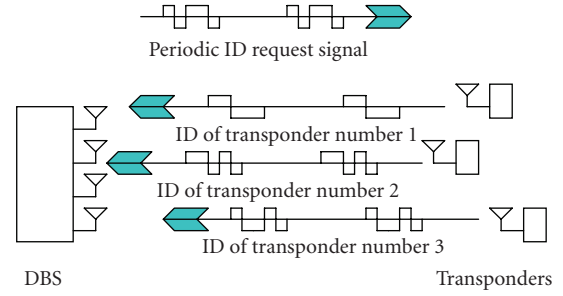 Periodic ID request signal
ID of transponder number 1
ID of transponder number 2
ID of transponder number 3
DBS
Transponders